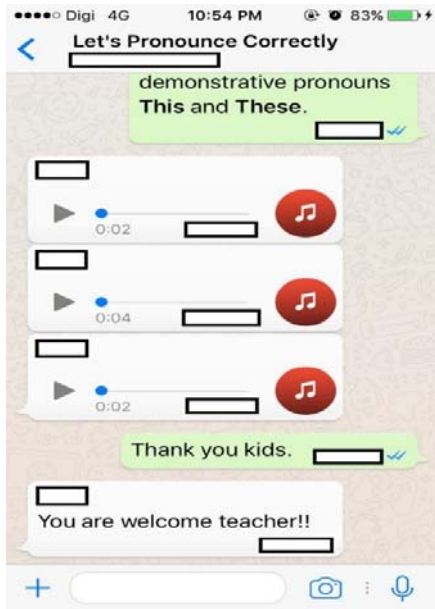 Digi 4G 10:54 PM 83%
Let's Pronounce Correctly
demonstrative pronouns
This and These.
0:02
0:04
0:02
Thank you kids.
You are welcome teacher!!